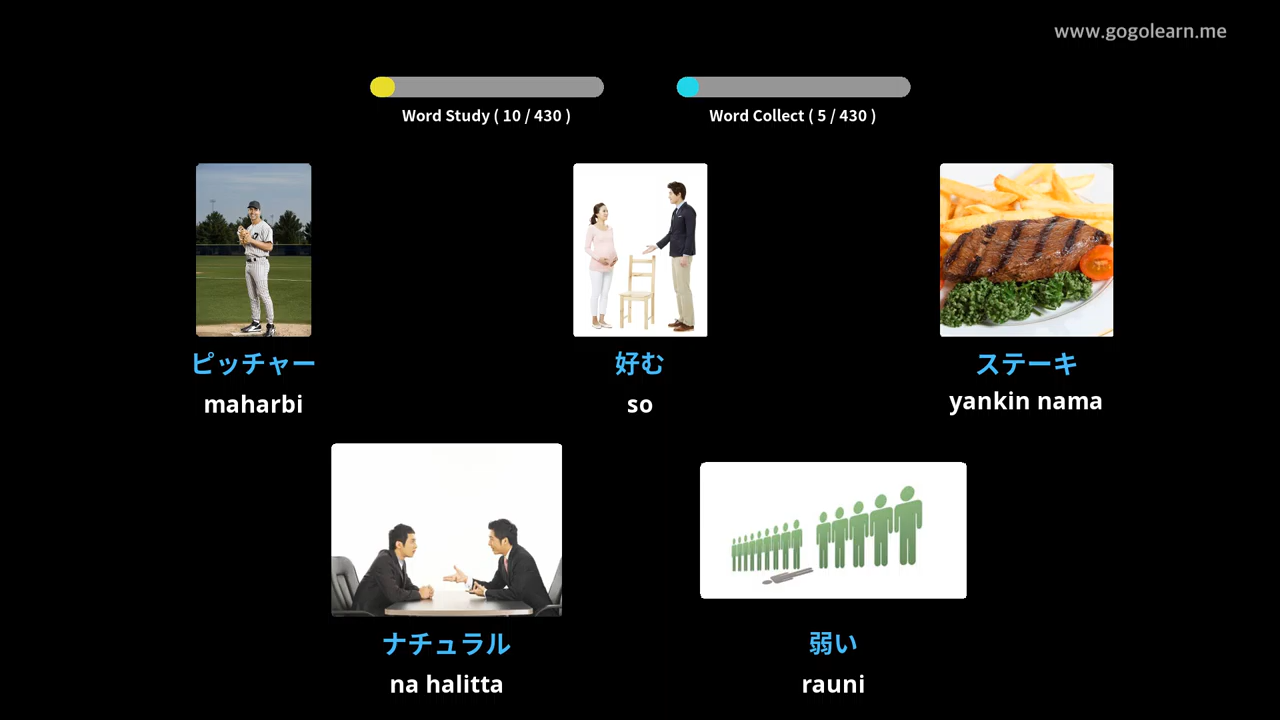 www.gogolearn.me
Word Study ( 10 / 430 )
Word Collect ( 5 / 430 )
ピッチャー
maharbi
好む
so
ステーキ
yankin nama
ナチュラル
na halitta
弱い
rauni